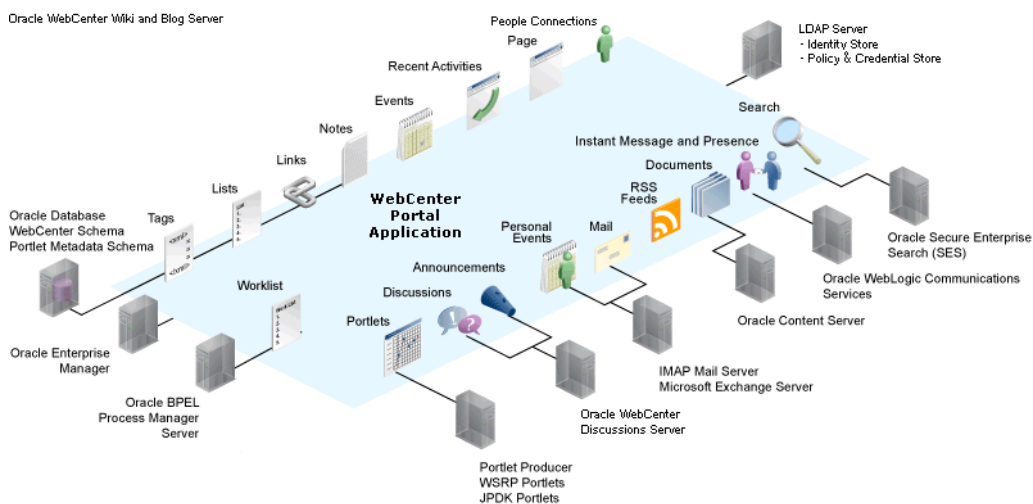 Oracle WebCenter Wiki and Blog Server
People Connections
Page
Recent Activities
Events
Notes
Links
Lists
Tags
LDAP Server
- Identity Store
- Policy & Credential Store
Search
Instant Message and Presence
Documents
RSS
Feeds
Mail
Personal
Events
WebCenter
Portal
Application
Announcements
Discussions
Portlets
Worklist
Oracle Database
WebCenter Schema
Portlet Metadata Schema
Oracle Enterprise
Manager
Oracle BPEL
Process Manager
Server
Portlet Producer
WSRP Portlets
JPDK Portlets
Oracle WebCenter
Discussions Server
IMAP Mail Server
Microsoft Exchange Server
Oracle Content Server
Oracle WebLogic Communications
Services
Oracle Secure Enterprise
Search (SES)